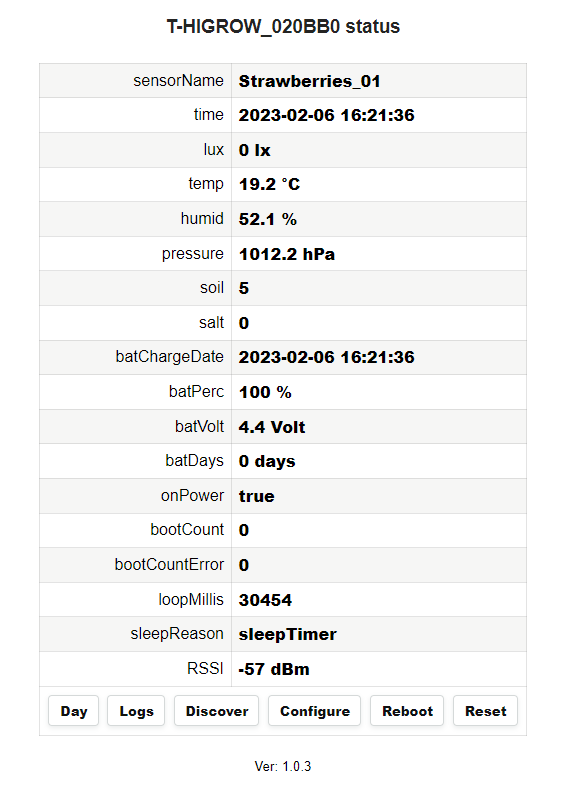 T-HIGROW_020BB0 status
sensorName Strawberries_01
time 2023-02-06 16:21:36
lux 0 lx
temp 19.2 °C
humid 52.1 %
pressure 1012.2 hPa
soil 5
salt 0
batChargeDate 2023-02-06 16:21:36
batPerc 100 %
batVolt 4.4 Volt
batDays 0 days
onPower true
bootCount 0
bootCountError 0
loopMillis 30454
sleepReason sleepTimer
RSSI -57 dBm
Day Logs Discover Configure Reboot Reset
Ver: 1.0.3